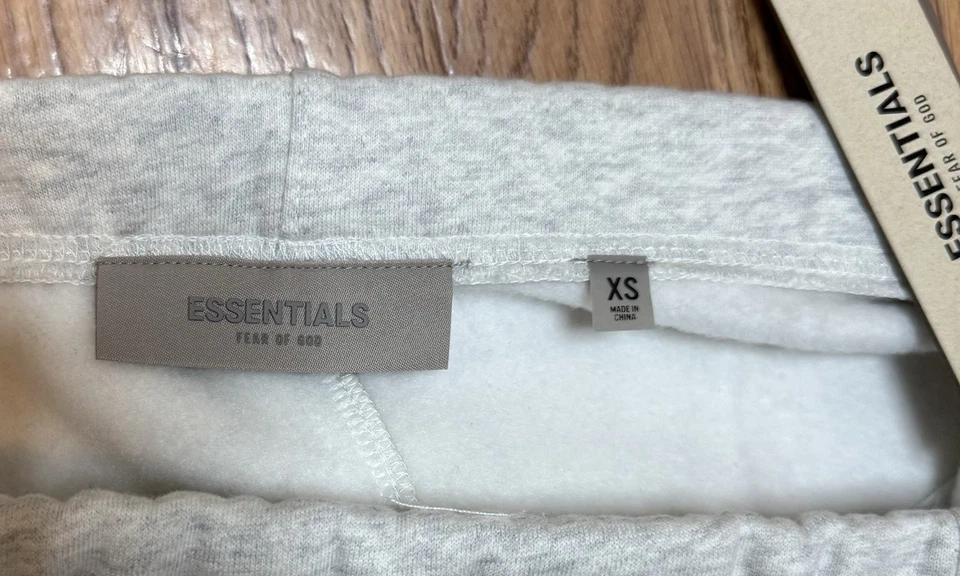 ESSENTIALS
FEAR OF GOD
XS
MADE IN
CHINA
ESSENTIALS
FEAR OF GOD